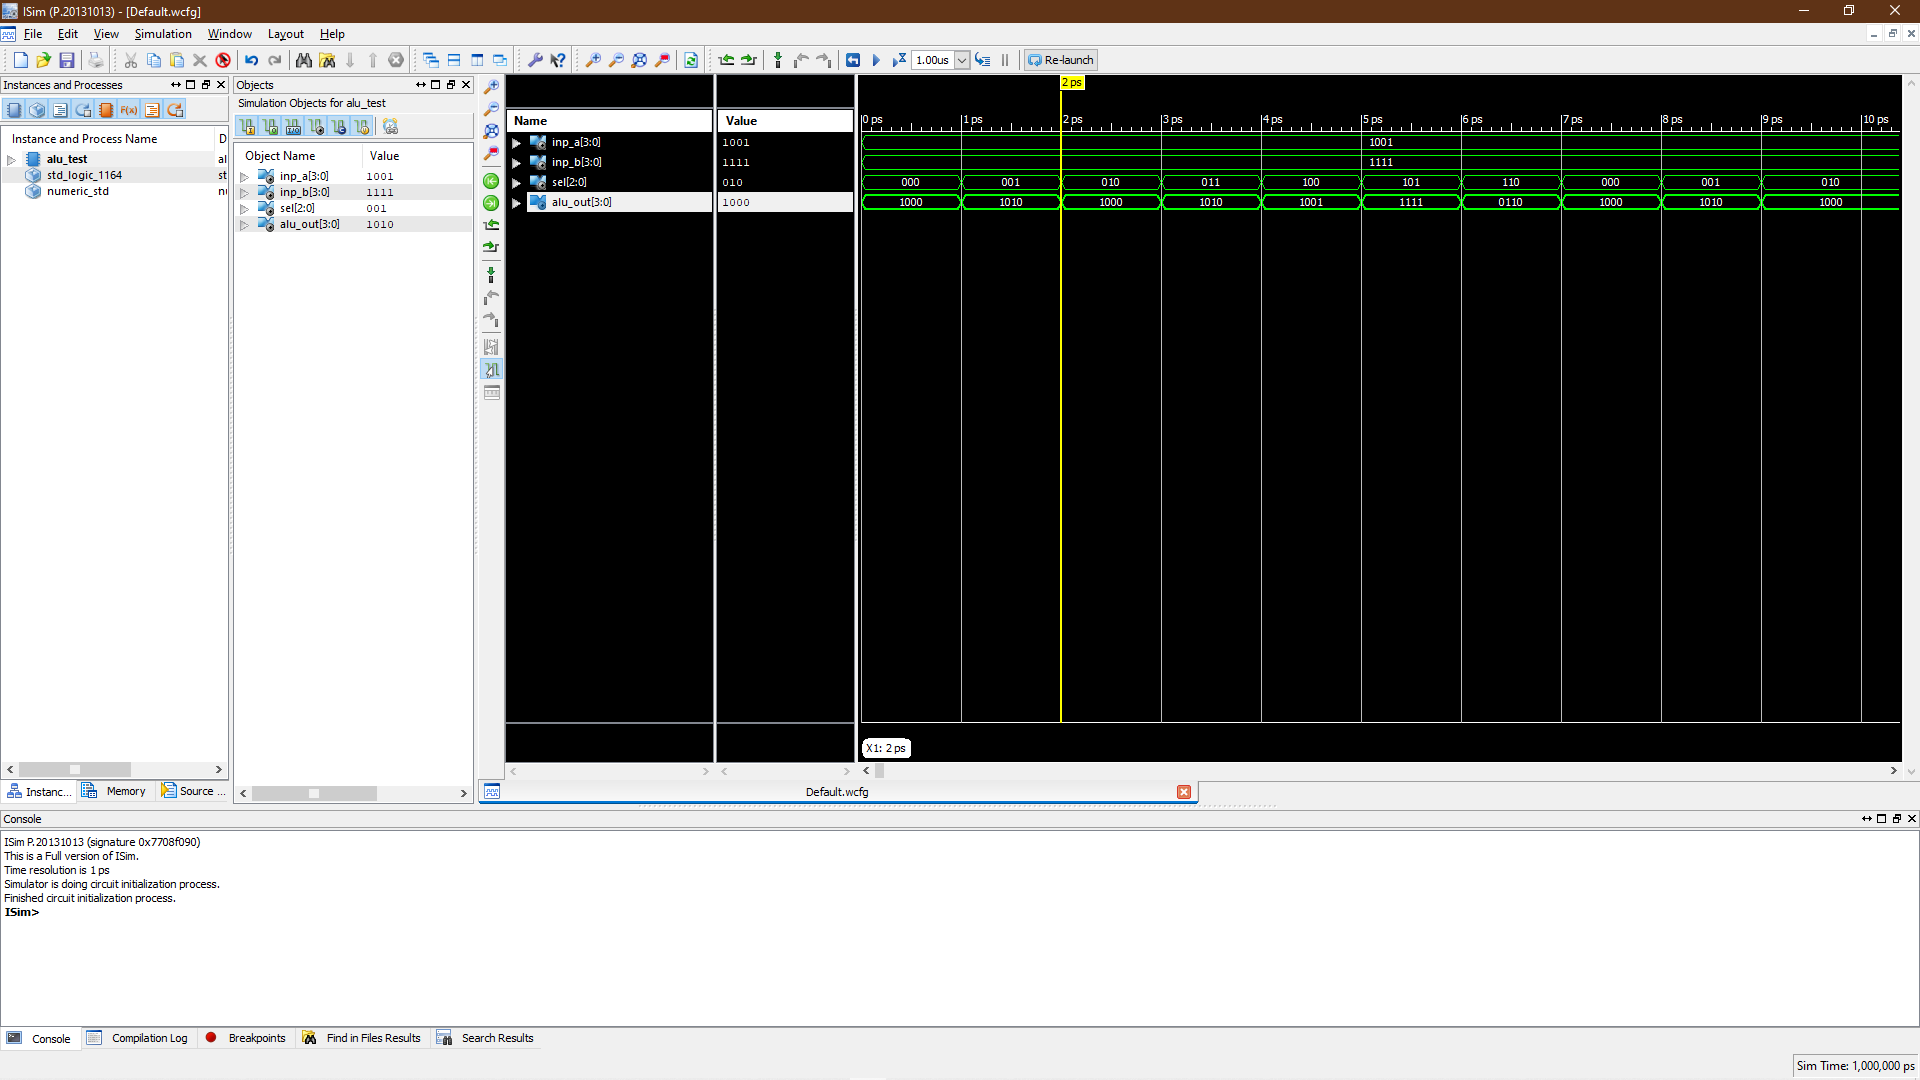 ISim (P.20131013) - [Default.wcfg]
File Edit View Simulation Window Layout Help
1.00us Re-launch
Instances and Processes
Instance and Process Name D
alu_test al
std_logic_1164 st
numeric_std nu
Instanc... Memory Source ...
Objects
Simulation Objects for alu_test
Object Name Value
inp_a[3:0] 1001
inp_b[3:0] 1111
sel[2:0] 001
alu_out[3:0] 1010
Name Value
inp_a[3:0] 1001
inp_b[3:0] 1111
sel[2:0] 010
alu_out[3:0] 1000
2 ps
0 ps 1 ps 2 ps 3 ps 4 ps 5 ps 6 ps 7 ps 8 ps 9 ps 10 ps
1001
1111
000 001 010 011 100 101 110 000 001 010
1000 1010 1000 1010 1001 1111 0110 1000 1010 1000
X1: 2 ps
Default.wcfg
Console
ISim P.20131013 (signature 0x7708f090)
This is a Full version of ISim.
Time resolution is 1 ps
Simulator is doing circuit initialization process.
Finished circuit initialization process.
ISim>
Console Compilation Log Breakpoints Find in Files Results Search Results
Sim Time: 1,000,000 ps